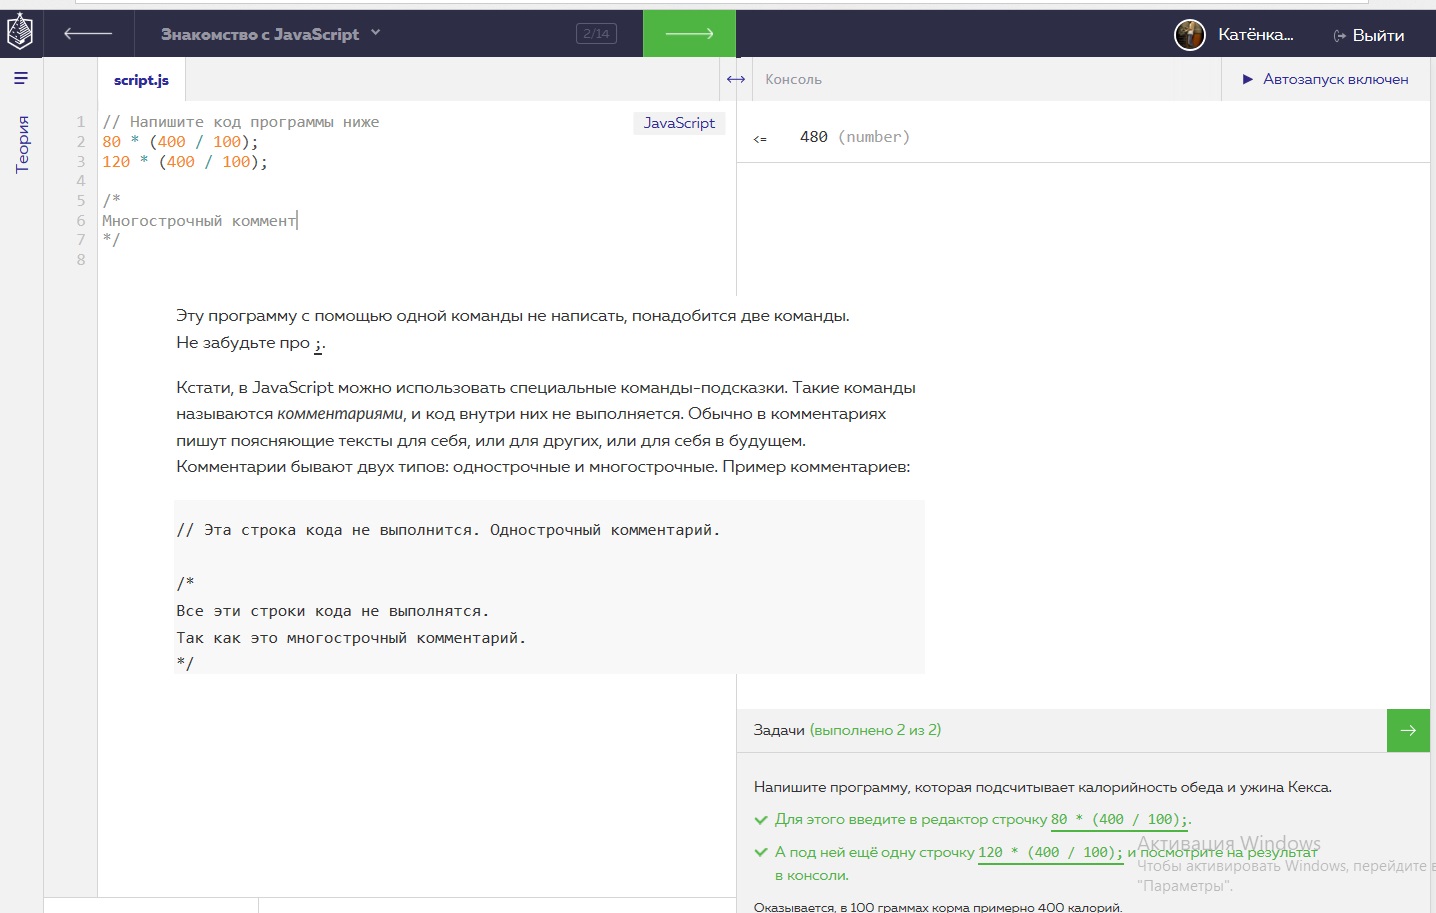 Знакомство с JavaScript
2/14
Катёнка...
Выйти
script.js
Консоль
Автозапуск включен
Теория
JavaScript
1 // Напишите код программы ниже
2 80 * (400 / 100);
3 120 * (400 / 100);
4
5 /*
6 Многострочный коммент
7 */
8
<= 480 (number)
Эту программу с помощью одной команды не написать, понадобится две команды.
Не забудьте про ;.
Кстати, в JavaScript можно использовать специальные команды-подсказки. Такие команды
называются комментариями, и код внутри них не выполняется. Обычно в комментариях
пишут поясняющие тексты для себя, или для других, или для себя в будущем.
Комментарии бывают двух типов: однострочные и многострочные. Пример комментариев:
// Эта строка кода не выполнится. Однострочный комментарий.
/*
Все эти строки кода не выполнятся.
Так как это многострочный комментарий.
*/
Задачи (выполнено 2 из 2)
Напишите программу, которая подсчитывает калорийность обеда и ужина Кекса.
Для этого введите в редактор строчку 80 * (400 / 100);.
А под ней ещё одну строчку 120 * (400 / 100); и посмотрите на результат
в консоли.
Оказывается, в 100 граммах корма примерно 400 калорий.
Активация Windows
Чтобы активировать Windows, перейдите в
"Параметры".